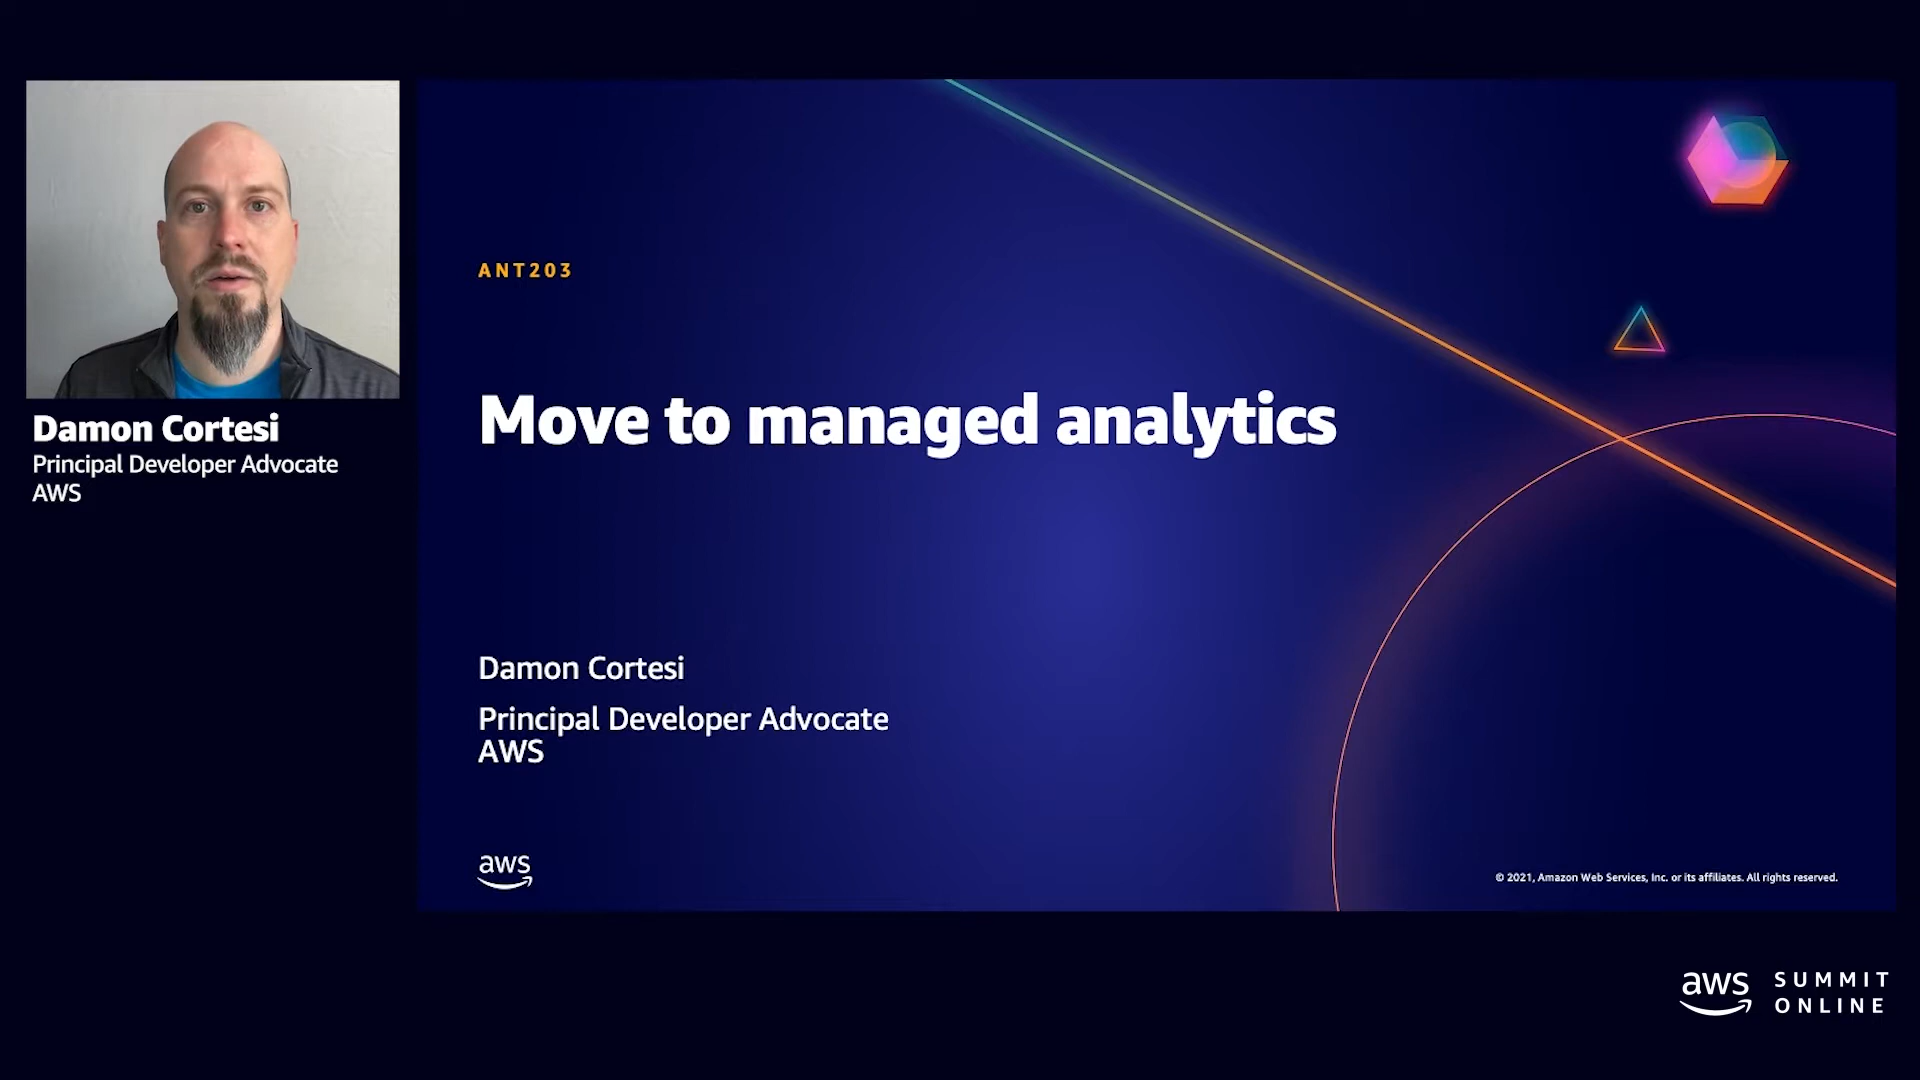 Damon Cortesi
Principal Developer Advocate
AWS
ANT203
Move to managed analytics
Damon Cortesi
Principal Developer Advocate
AWS
aws
© 2021, Amazon Web Services, Inc. or its affiliates. All rights reserved.
aws SUMMIT
ONLINE